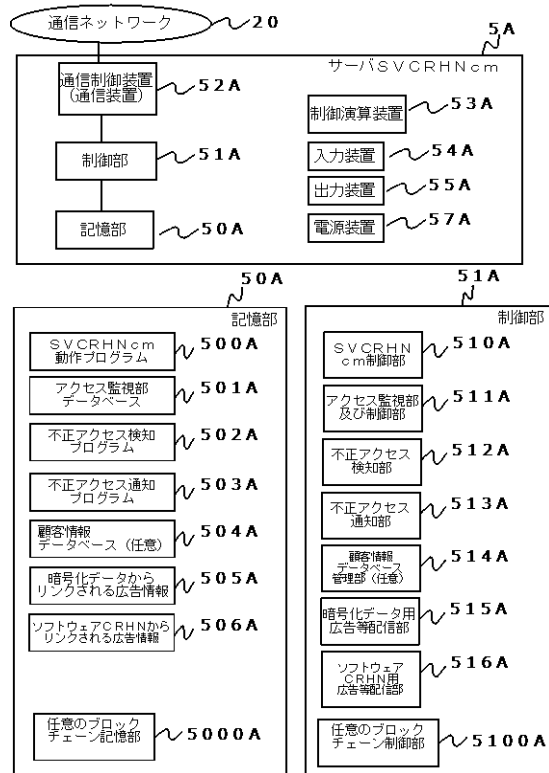 通信ネットワーク
20
5A
サーバSVCRHNcm
通信制御装置
(通信装置)
52A
制御演算装置
53A
制御部
51A
入力装置
54A
出力装置
55A
記憶部
50A
電源装置
57A
50A
記憶部
SVCRHNcm
動作プログラム
500A
アクセス監視部
データベース
501A
不正アクセス検知
プログラム
502A
不正アクセス通知
プログラム
503A
顧客情報
データベース(任意)
504A
暗号化データから
リンクされる広告情報
505A
ソフトウェアCRHNから
リンクされる広告情報
506A
任意のブロック
チェーン記憶部
5000A
51A
制御部
SVCRHN
cm制御部
510A
アクセス監視部
及び制御部
511A
不正アクセス
検知部
512A
不正アクセス
通知部
513A
顧客情報
データベース
管理部(任意)
514A
暗号化データ用
広告等配信部
515A
ソフトウェア
CRHN用
広告等配信部
516A
任意のブロック
チェーン制御部
5100A